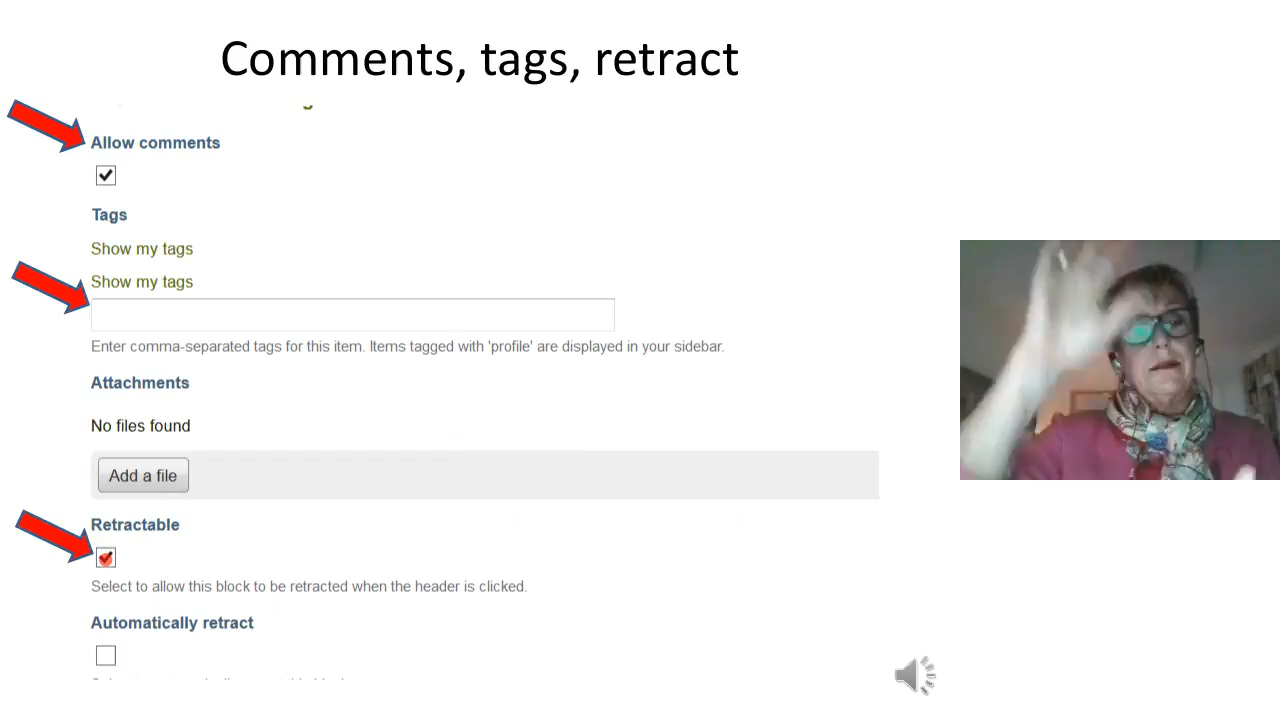 Comments, tags, retract
Allow comments
Tags
Show my tags
Show my tags
Enter comma-separated tags for this item. Items tagged with 'profile' are displayed in your sidebar.
Attachments
No files found
Add a file
Retractable
Select to allow this block to be retracted when the header is clicked.
Automatically retract